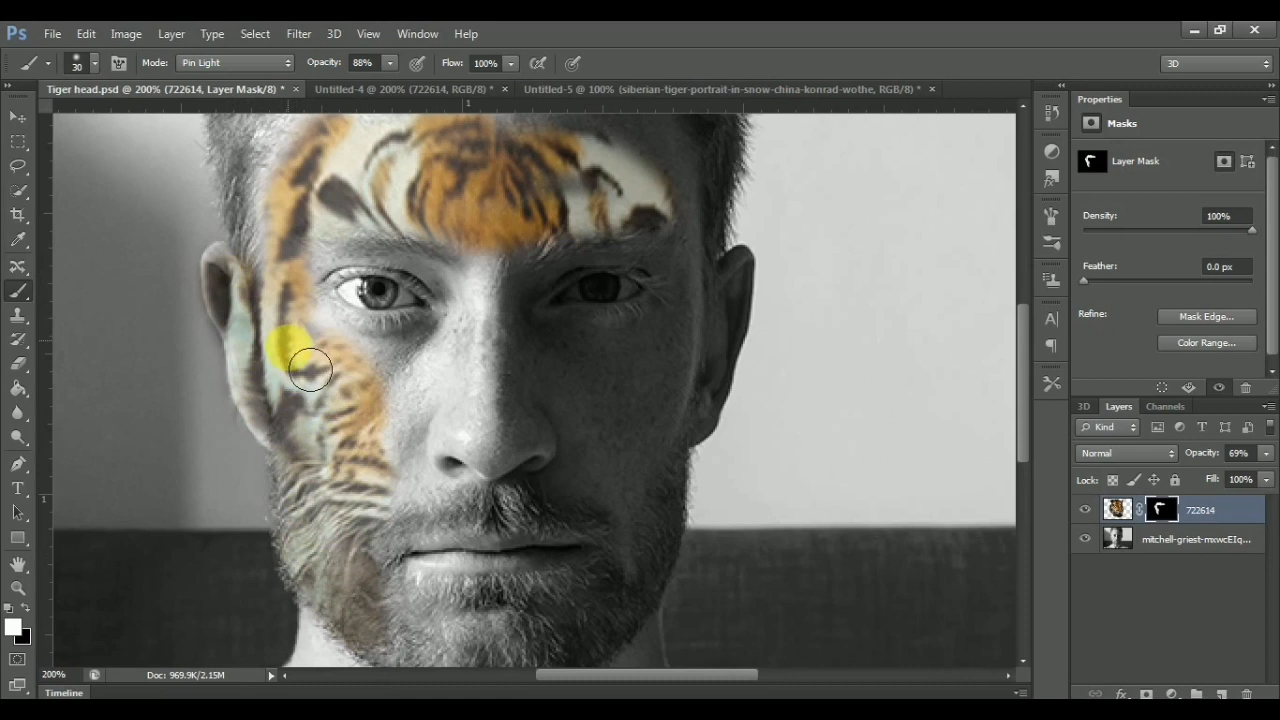 Ps File Edit Image Layer Type Select Filter 3D View Window Help
30 Mode: Pin Light Opacity: 88% Flow: 100% 3D
Tiger head.psd @ 200% (722614, Layer Mask/8) * × Untitled-4 @ 200% (722614, RGB/8) * × Untitled-5 @ 100% (siberian-tiger-portrait-in-snow-china-konrad-wothe, RGB/8) * ×
1
1
Properties
Masks
Layer Mask
Density: 100%
Feather: 0.0 px
Refine: Mask Edge...
Color Range...
3D Layers Channels
Kind
Normal Opacity: 69%
Lock: Fill: 100%
722614
mitchell-griest-mxwcEIq...
200% Doc: 969.9K/2.15M
Timeline